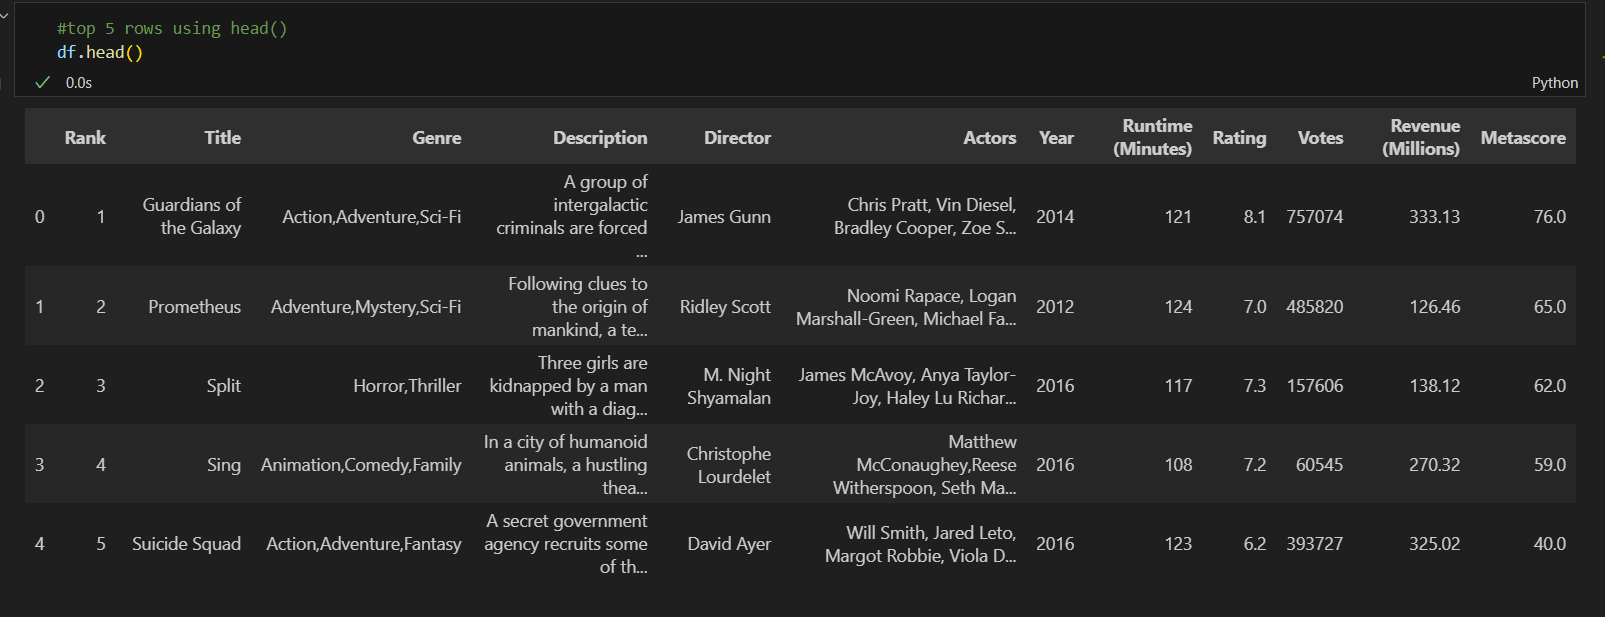 #top 5 rows using head()
df.head()
0.0s
Python
Rank Title Genre Description Director Actors Year Runtime (Minutes) Rating Votes Revenue (Millions) Metascore
0 1 Guardians of the Galaxy Action,Adventure,Sci-Fi A group of intergalactic criminals are forced ... James Gunn Chris Pratt, Vin Diesel, Bradley Cooper, Zoe S... 2014 121 8.1 757074 333.13 76.0
1 2 Prometheus Adventure,Mystery,Sci-Fi Following clues to the origin of mankind, a te... Ridley Scott Noomi Rapace, Logan Marshall-Green, Michael Fa... 2012 124 7.0 485820 126.46 65.0
2 3 Split Horror,Thriller Three girls are kidnapped by a man with a diag... M. Night Shyamalan James McAvoy, Anya Taylor-Joy, Haley Lu Richar... 2016 117 7.3 157606 138.12 62.0
3 4 Sing Animation,Comedy,Family In a city of humanoid animals, a hustling thea... Christophe Lourdelet Matthew McConaughey,Reese Witherspoon, Seth Ma... 2016 108 7.2 60545 270.32 59.0
4 5 Suicide Squad Action,Adventure,Fantasy A secret government agency recruits some of th... David Ayer Will Smith, Jared Leto, Margot Robbie, Viola D... 2016 123 6.2 393727 325.02 40.0